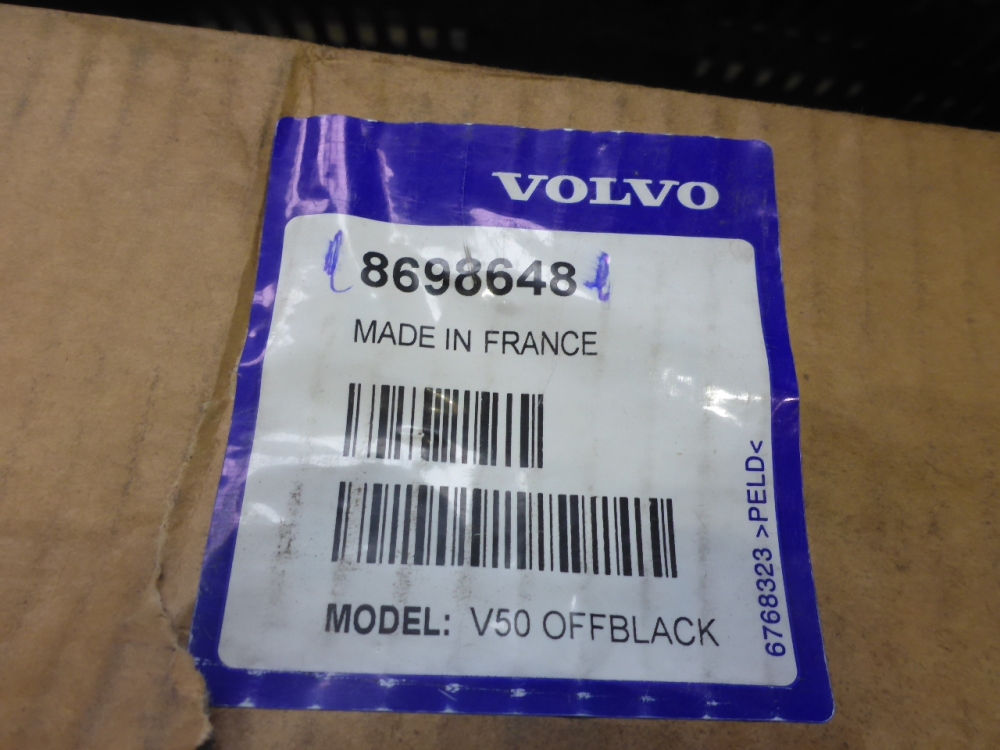 VOLVO
8698648
MADE IN FRANCE
MODEL: V50 OFFBLACK
6768323 >PELD<